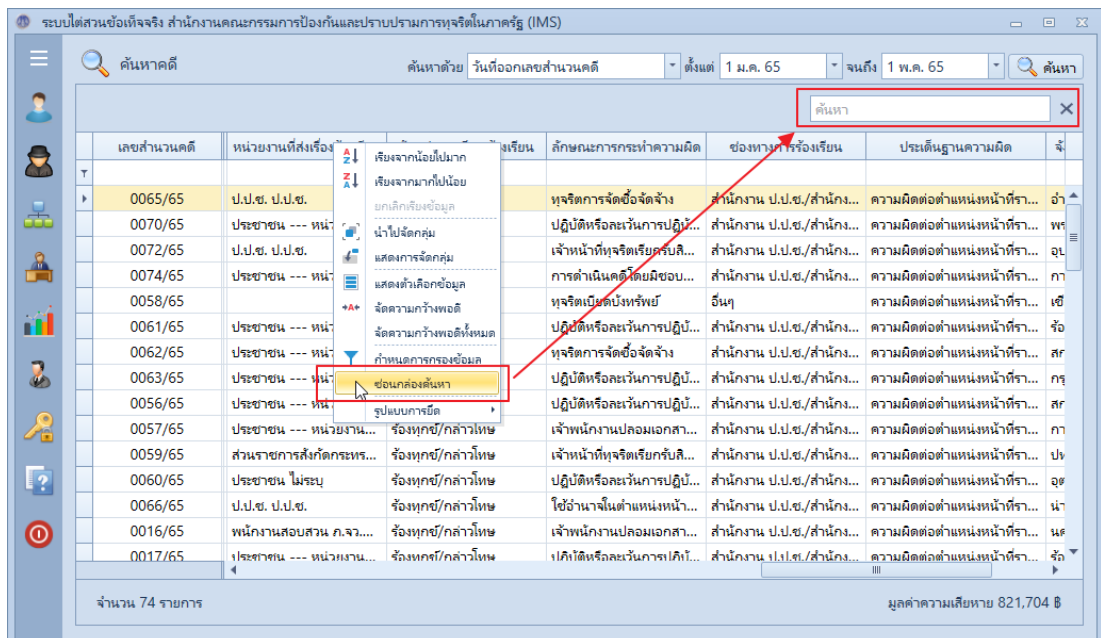 ระบบไต่สวนข้อเท็จจริง สำนักงานคณะกรรมการป้องกันและปราบปรามการทุจริตในภาครัฐ (IMS)
ค้นหาคดี ค้นหาด้วย วันที่ออกเลขสำนวนคดี ตั้งแต่ 1 ม.ค. 65 จนถึง 1 พ.ค. 65 ค้นหา
ค้นหา
เลขสำนวนคดี หน่วยงานที่ส่งเรื่อง ลักษณะการกระทำความผิด ช่องทางการร้องเรียน ประเด็นฐานความผิด
0065/65 ป.ป.ช. ป.ป.ช. ทุจริตการจัดซื้อจัดจ้าง สำนักงาน ป.ป.ช./สำนักง... ความผิดต่อตำแหน่งหน้าที่รา...
0070/65 ประชาชน --- หน่ ปฏิบัติหรือละเว้นการปฏิบั... สำนักงาน ป.ป.ช./สำนักง... ความผิดต่อตำแหน่งหน้าที่รา...
0072/65 ป.ป.ช. ป.ป.ช. เจ้าหน้าที่ทุจริตเรียกรับสิ... สำนักงาน ป.ป.ช./สำนักง... ความผิดต่อตำแหน่งหน้าที่รา...
0074/65 ประชาชน --- หน่ การดำเนินคดีโดยมิชอบ... สำนักงาน ป.ป.ช./สำนักง... ความผิดต่อตำแหน่งหน้าที่รา...
0058/65 ทุจริตเบียดบังทรัพย์ อื่นๆ ความผิดต่อตำแหน่งหน้าที่รา...
0061/65 ประชาชน --- หน่ ปฏิบัติหรือละเว้นการปฏิบั... สำนักงาน ป.ป.ช./สำนักง... ความผิดต่อตำแหน่งหน้าที่รา...
0062/65 ประชาชน --- หน่ ทุจริตการจัดซื้อจัดจ้าง สำนักงาน ป.ป.ช./สำนักง... ความผิดต่อตำแหน่งหน้าที่รา...
0063/65 ประชาชน --- หน่ ปฏิบัติหรือละเว้นการปฏิบั... สำนักงาน ป.ป.ช./สำนักง... ความผิดต่อตำแหน่งหน้าที่รา...
0056/65 ประชาชน --- หน่ ปฏิบัติหรือละเว้นการปฏิบั... สำนักงาน ป.ป.ช./สำนักง... ความผิดต่อตำแหน่งหน้าที่รา...
0057/65 ประชาชน --- หน่วยงาน... ร้องทุกข์/กล่าวโทษ เจ้าพนักงานปลอมเอกสา... สำนักงาน ป.ป.ช./สำนักง... ความผิดต่อตำแหน่งหน้าที่รา...
0059/65 ส่วนราชการสังกัดกระทร... ร้องทุกข์/กล่าวโทษ เจ้าหน้าที่ทุจริตเรียกรับสิ... สำนักงาน ป.ป.ช./สำนักง... ความผิดต่อตำแหน่งหน้าที่รา...
0060/65 ประชาชน ไม่ระบุ ร้องทุกข์/กล่าวโทษ ปฏิบัติหรือละเว้นการปฏิบั... สำนักงาน ป.ป.ช./สำนักง... ความผิดต่อตำแหน่งหน้าที่รา...
0066/65 ป.ป.ช. ป.ป.ช. ร้องทุกข์/กล่าวโทษ ใช้อำนาจในตำแหน่งหน้า... สำนักงาน ป.ป.ช./สำนักง... ความผิดต่อตำแหน่งหน้าที่รา...
0016/65 พนักงานสอบสวน ภ.จว.... ร้องทุกข์/กล่าวโทษ เจ้าพนักงานปลอมเอกสา... สำนักงาน ป.ป.ช./สำนักง... ความผิดต่อตำแหน่งหน้าที่รา...
0017/65 ประชาชน --- หน่วยงาน... ร้องทุกข์/กล่าวโทษ ปฏิบัติหรือละเว้นการปฏิบั... สำนักงาน ป.ป.ช./สำนักง... ความผิดต่อตำแหน่งหน้าที่รา...
เรียงจากน้อยไปมาก
เรียงจากมากไปน้อย
ยกเลิกเรียงข้อมูล
นำไปจัดกลุ่ม
แสดงการจัดกลุ่ม
แสดงตัวเลือกข้อมูล
จัดความกว้างพอดี
จัดความกว้างพอดีทั้งหมด
กำหนดการกรองข้อมูล
ซ่อนกล่องค้นหา
รูปแบบการยึด
จำนวน 74 รายการ มูลค่าความเสียหาย 821,704 ฿